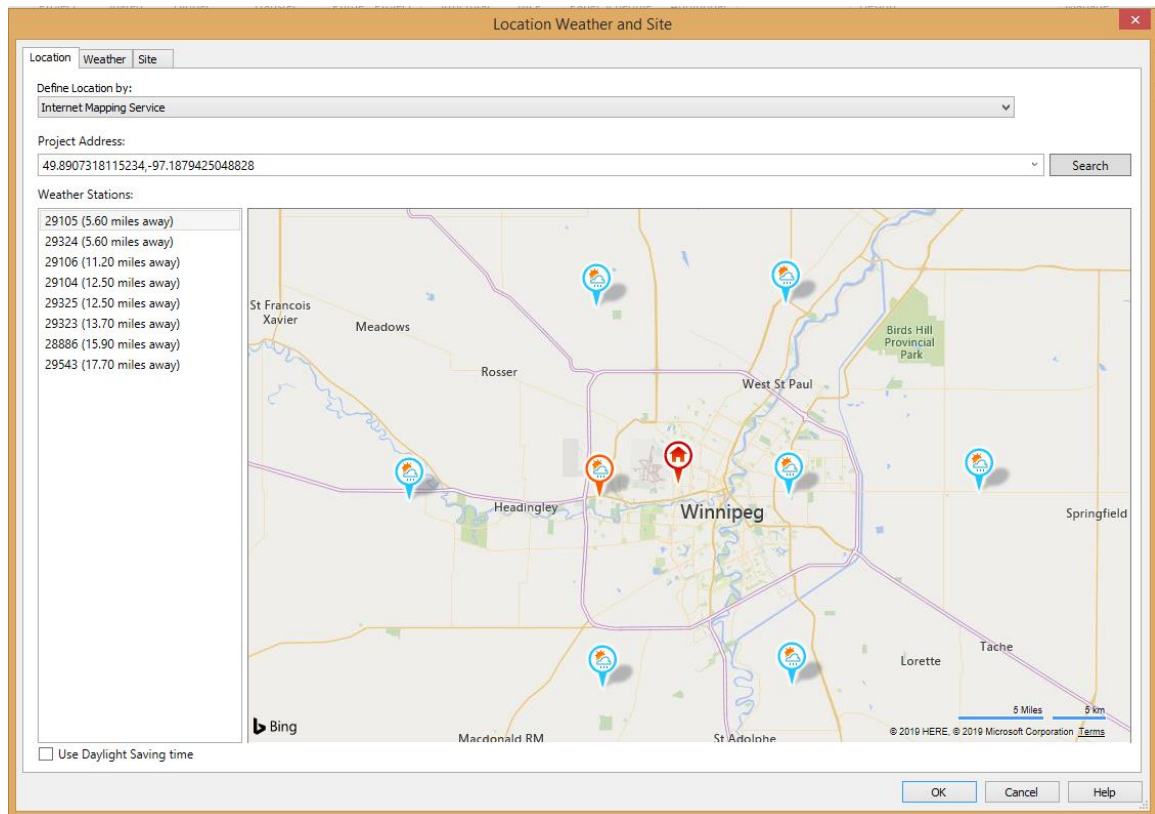 Location Weather and Site
Location Weather Site
Define Location by:
Internet Mapping Service
Project Address:
49.8907318115234,-97.1879425048828
Search
Weather Stations:
29105 (5.60 miles away)
29324 (5.60 miles away)
29106 (11.20 miles away)
29104 (12.50 miles away)
29325 (12.50 miles away)
29323 (13.70 miles away)
28886 (15.90 miles away)
29543 (17.70 miles away)
St Francois
Xavier
Meadows
Rosser
Birds Hill
Provincial
Park
West St Paul
Headingley
Winnipeg
Springfield
Tache
Lorette
Macdonald RM
St Adolphe
Bing
5 Miles 5 km
© 2019 HERE, © 2019 Microsoft Corporation Terms
Use Daylight Saving time
OK Cancel Help